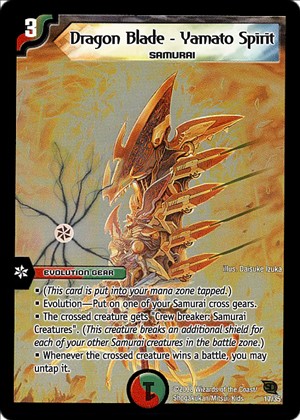 3
Dragon Blade - Yamato Spirit
SAMURAI
illus. Daisuke Izuka
EVOLUTION GEAR
▪ (This card is put into your mana zone tapped.)
▪ Evolution—Put on one of your Samurai cross gears.
▪ The crossed creature gets "Crew breaker: Samurai
Creatures". (This creature breaks an additional shield for
each of your other Samurai creatures in the battle zone.)
▪ Whenever the crossed creature wins a battle, you may
untap it.
1
Wizards of the Coast/
Shogakukan/Mitsui-Kids